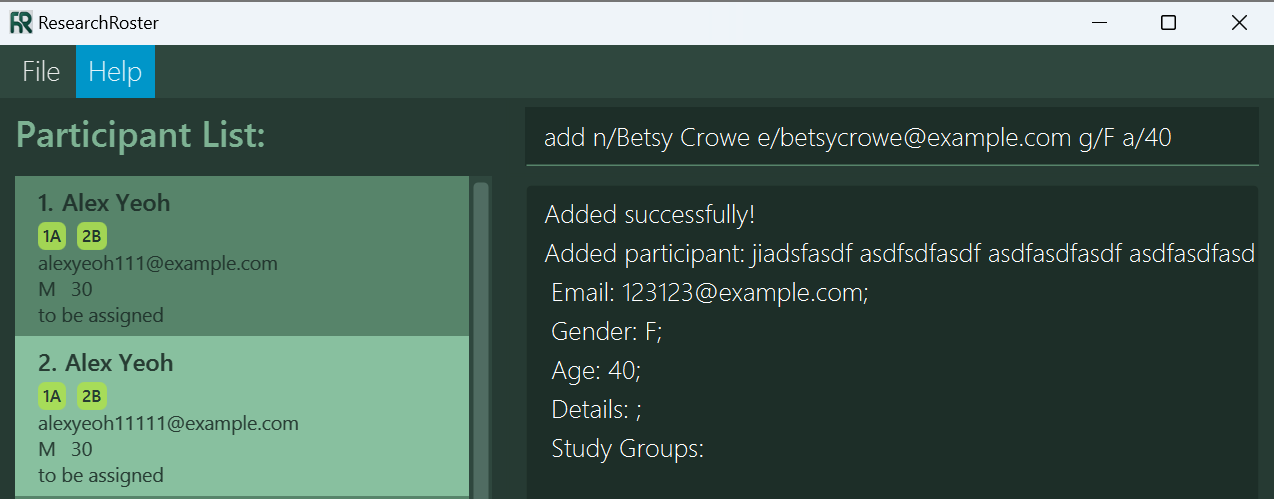 ResearchRoster
File Help
Participant List:
1. Alex Yeoh
1A 2B
alexyeoh111@example.com
M 30
to be assigned
2. Alex Yeoh
1A 2B
alexyeoh11111@example.com
M 30
to be assigned
add n/Betsy Crowe e/betsycrowe@example.com g/F a/40
Added successfully!
Added participant: jiadsfasdf asdfsdfasdf asdfasdfasdf asdfasdfasd
Email: 123123@example.com;
Gender: F;
Age: 40;
Details: ;
Study Groups: